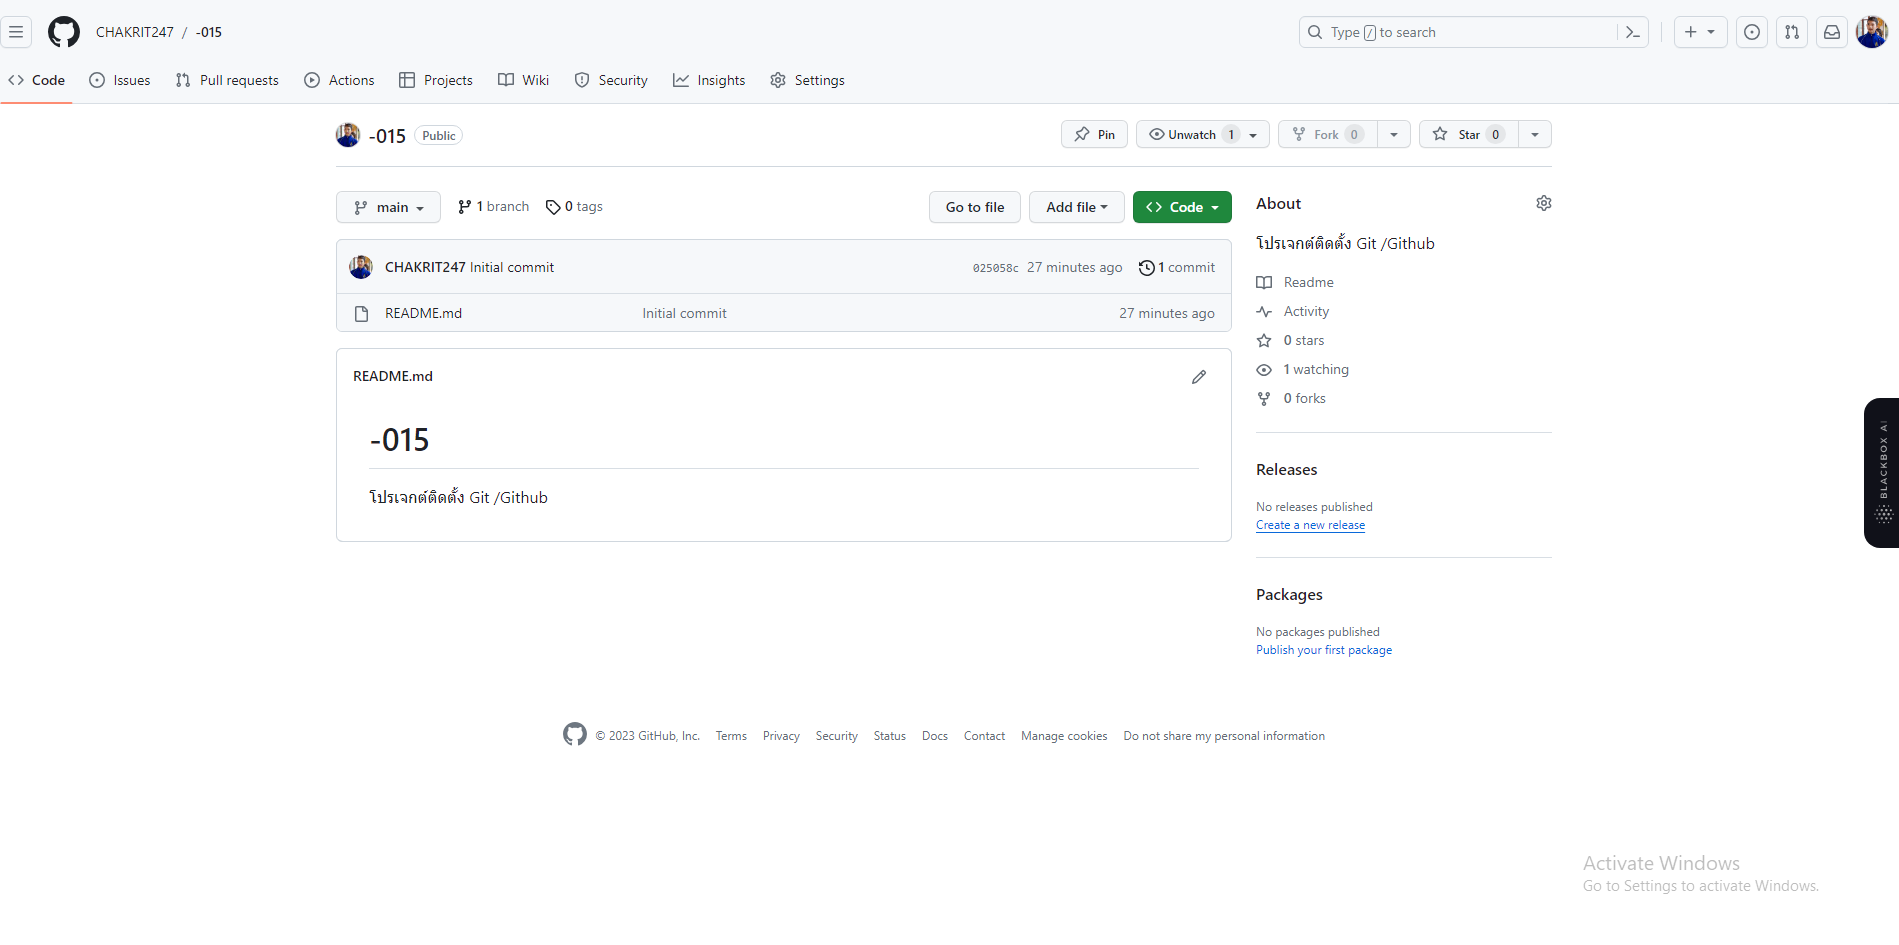 CHAKRIT247 / -015
Type / to search
Code Issues Pull requests Actions Projects Wiki Security Insights Settings
-015 Public
Pin Unwatch 1 Fork 0 Star 0
main 1 branch 0 tags Go to file Add file Code
CHAKRIT247 Initial commit 025058c 27 minutes ago 1 commit
README.md Initial commit 27 minutes ago
README.md
-015
โปรเจกต์ติดตั้ง Git /Github
About
โปรเจกต์ติดตั้ง Git /Github
Readme
Activity
0 stars
1 watching
0 forks
Releases
No releases published
Create a new release
Packages
No packages published
Publish your first package
BLACKBOX AI
© 2023 GitHub, Inc. Terms Privacy Security Status Docs Contact Manage cookies Do not share my personal information
Activate Windows
Go to Settings to activate Windows.